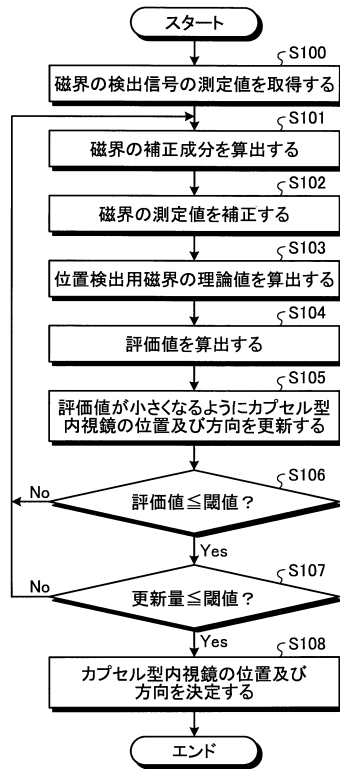 スタート
S100
磁界の検出信号の測定値を取得する
S101
磁界の補正成分を算出する
S102
磁界の測定値を補正する
S103
位置検出用磁界の理論値を算出する
S104
評価値を算出する
S105
評価値が小さくなるようにカプセル型
内視鏡の位置及び方向を更新する
S106
No
評価値≦閾値？
Yes
S107
No
更新量≦閾値？
Yes
S108
カプセル型内視鏡の位置及び
方向を決定する
エンド